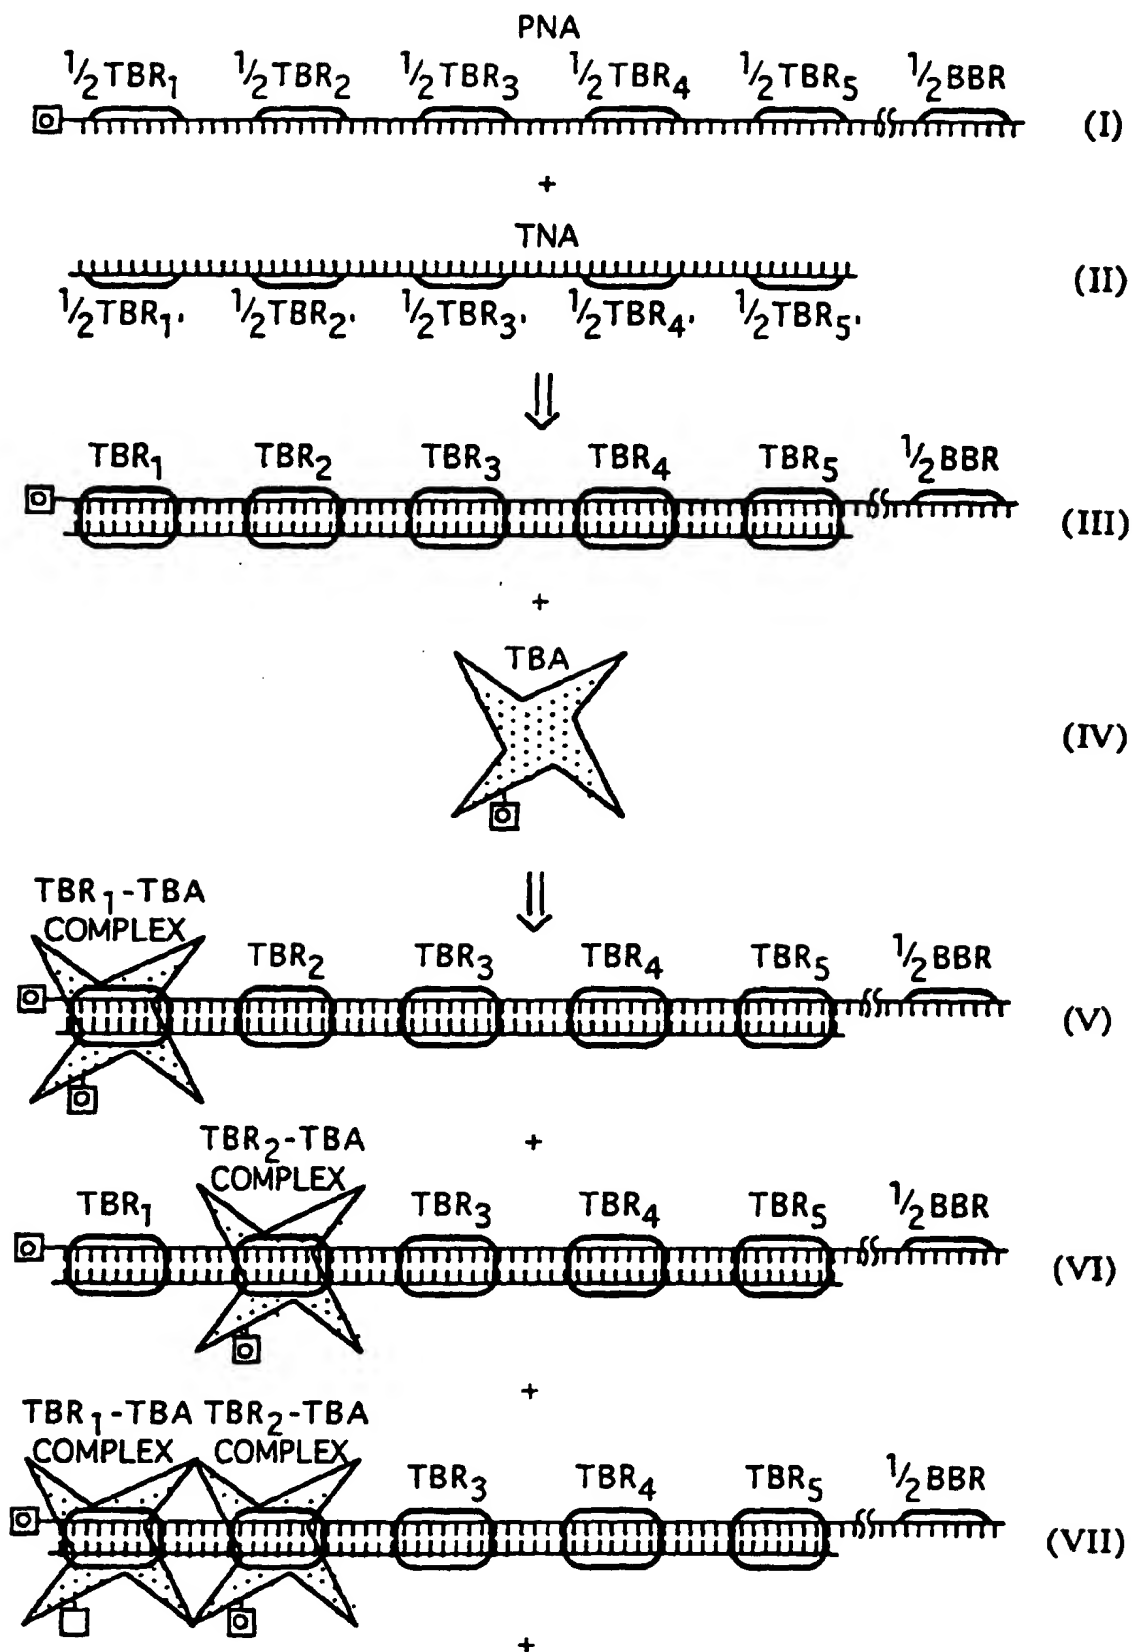 PNA
½TBR₁ ½TBR₂ ½TBR₃ ½TBR₄ ½TBR₅ ½BBR
(I)
+
TNA
(II)
½TBR₁' ½TBR₂' ½TBR₃' ½TBR₄' ½TBR₅'
TBR₁ TBR₂ TBR₃ TBR₄ TBR₅ ½BBR
(III)
+
TBA
(IV)
TBR₁-TBA
COMPLEX
TBR₂ TBR₃ TBR₄ TBR₅ ½BBR
(V)
+
TBR₂-TBA
COMPLEX
TBR₁ TBR₃ TBR₄ TBR₅ ½BBR
(VI)
+
TBR₁-TBA TBR₂-TBA
COMPLEX COMPLEX
TBR₃ TBR₄ TBR₅ ½BBR
(VII)
+